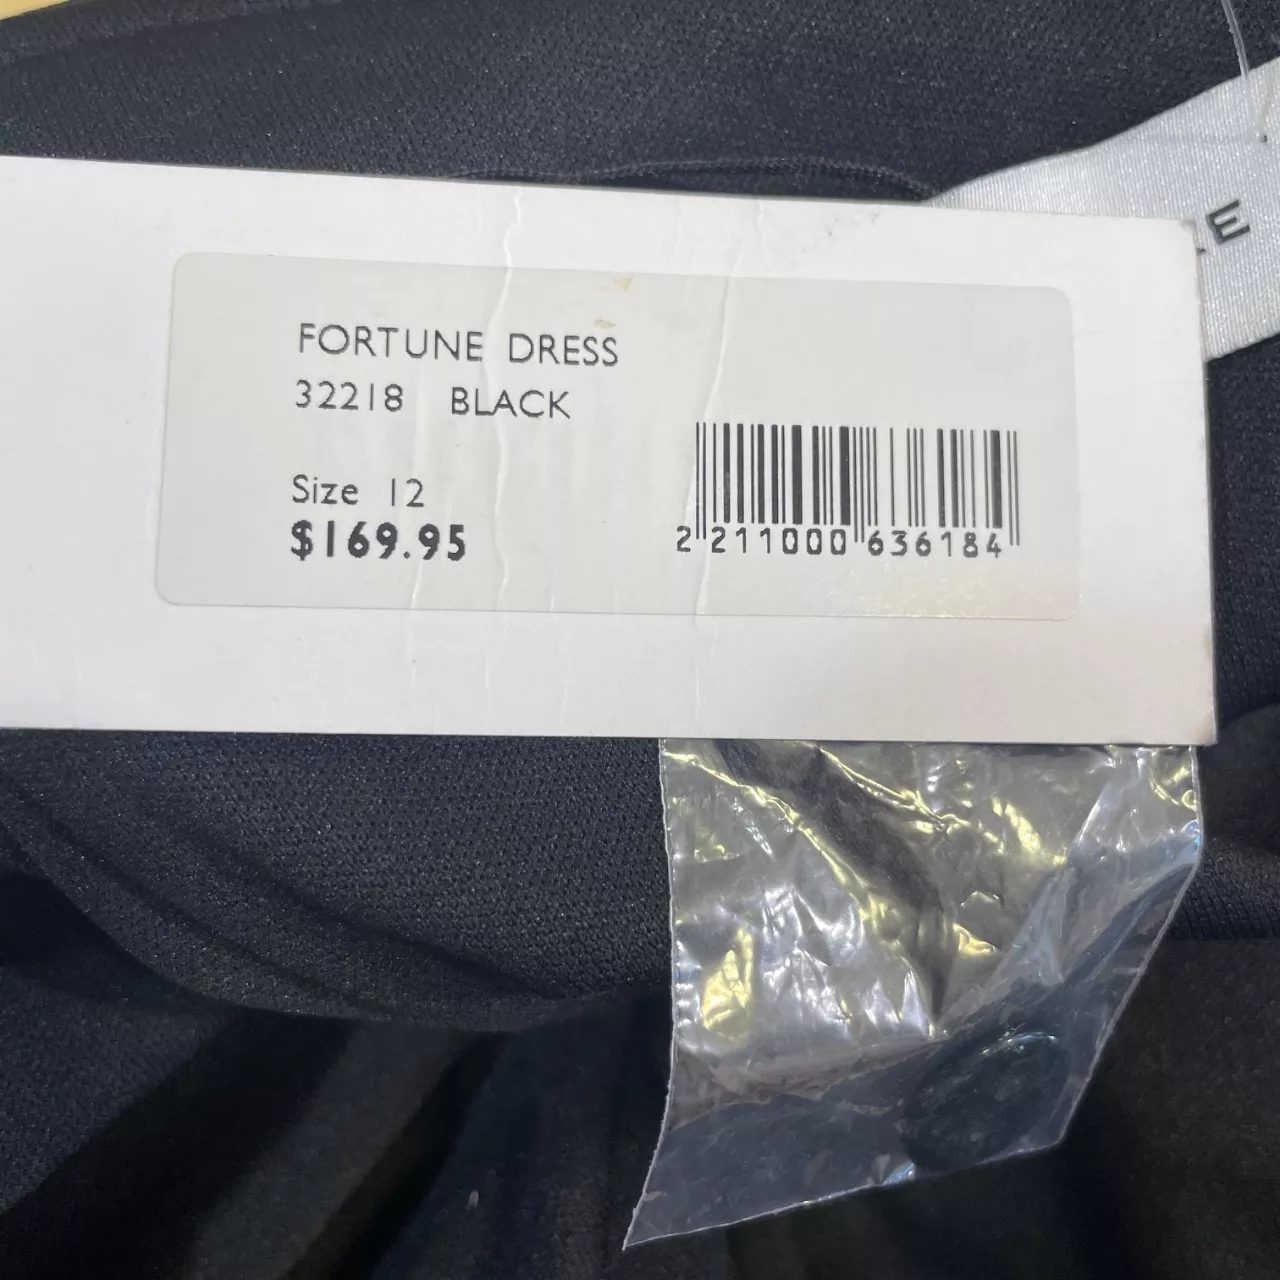 FORTUNE DRESS
32218 BLACK
Size 12
$169.95
2 211000 636184
E